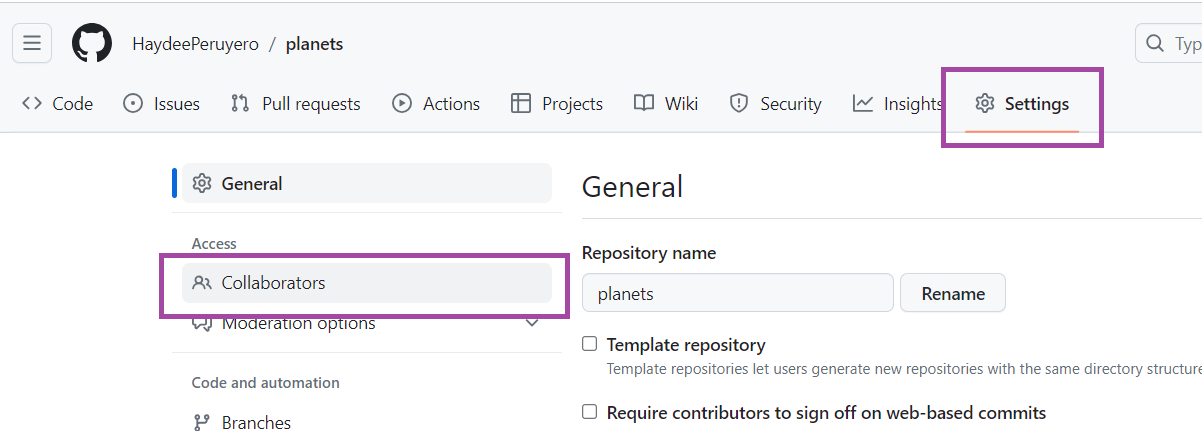 HaydeePeruyero / planets
Typ
Code Issues Pull requests Actions Projects Wiki Security Insights Settings
General
General
Access
Collaborators
Moderation options
Code and automation
Branches
Repository name
planets Rename
Template repository
Template repositories let users generate new repositories with the same directory structure
Require contributors to sign off on web-based commits